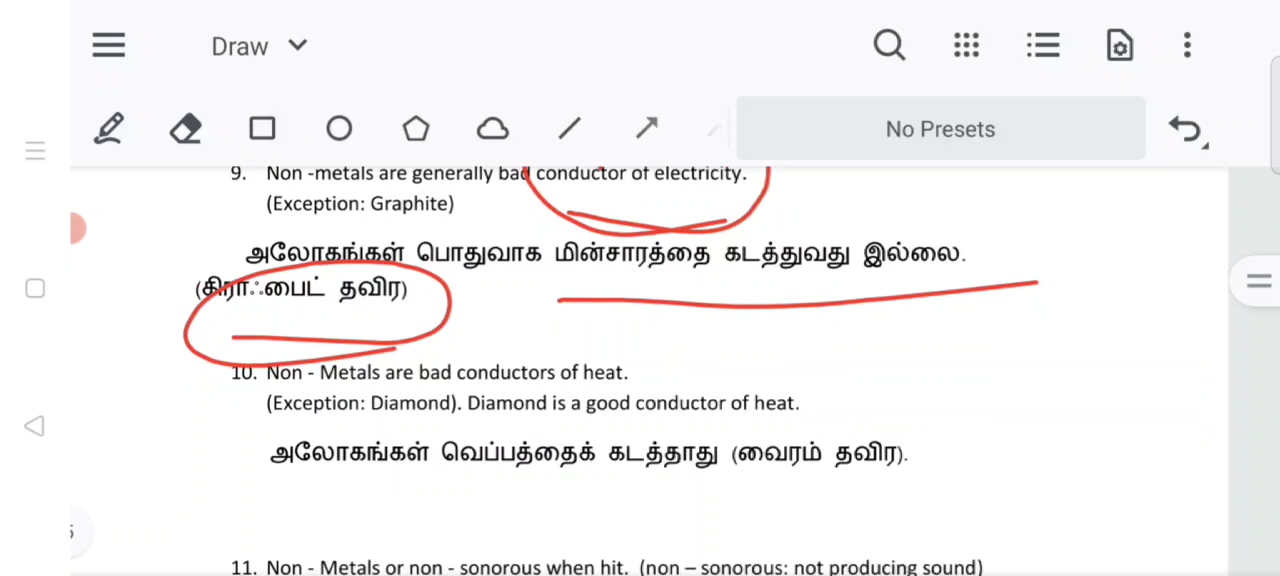 Draw
No Presets
9. Non -metals are generally bad conductor of electricity.
(Exception: Graphite)
அலோகங்கள் பொதுவாக மின்சாரத்தை கடத்துவது இல்லை.
(கிராஃபைட் தவிர)
10. Non - Metals are bad conductors of heat.
(Exception: Diamond). Diamond is a good conductor of heat.
அலோகங்கள் வெப்பத்தைக் கடத்தாது (வைரம் தவிர).
11. Non - Metals or non - sonorous when hit. (non – sonorous: not producing sound)